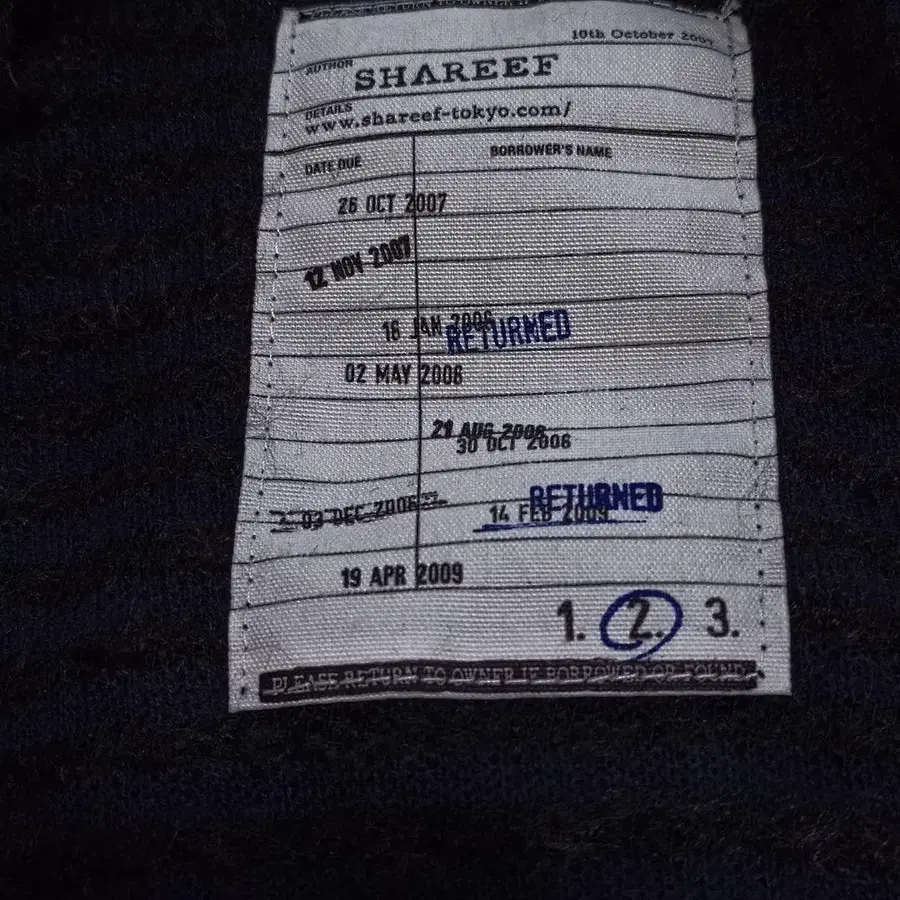 10th October 2007
AUTHOR SHAREEF
DETAILS
www.shareef-tokyo.com/
DATE DUE BORROWER'S NAME
26 OCT 2007
12 NOV 2007
16 JAN 2006
RETURNED
02 MAY 2006
21 AUG 2006
30 OCT 2006
03 DEC 2006
RETURNED
14 FEB 2009
19 APR 2009
1. 2. 3.
PLEASE RETURN TO OWNER IF BORROWED OR FOUND